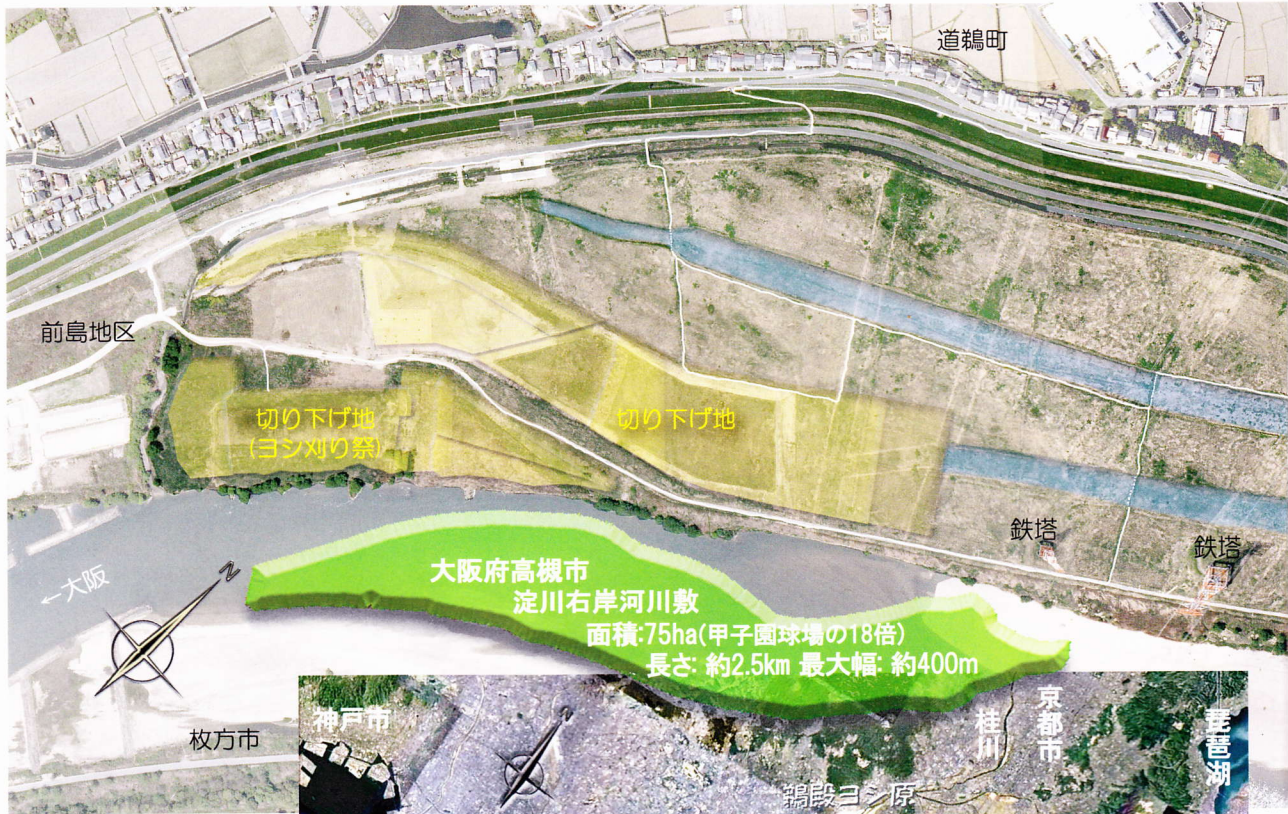 道鵜町
前島地区
切り下げ地
(ヨシ刈り祭)
切り下げ地
鉄塔
鉄塔
←大阪
N
大阪府高槻市
淀川右岸河川敷
面積:75ha(甲子園球場の18倍)
長さ: 約2.5km 最大幅: 約400m
枚方市
神戸市
桂川
京都市
琵琶湖
鵜殿ヨシ原